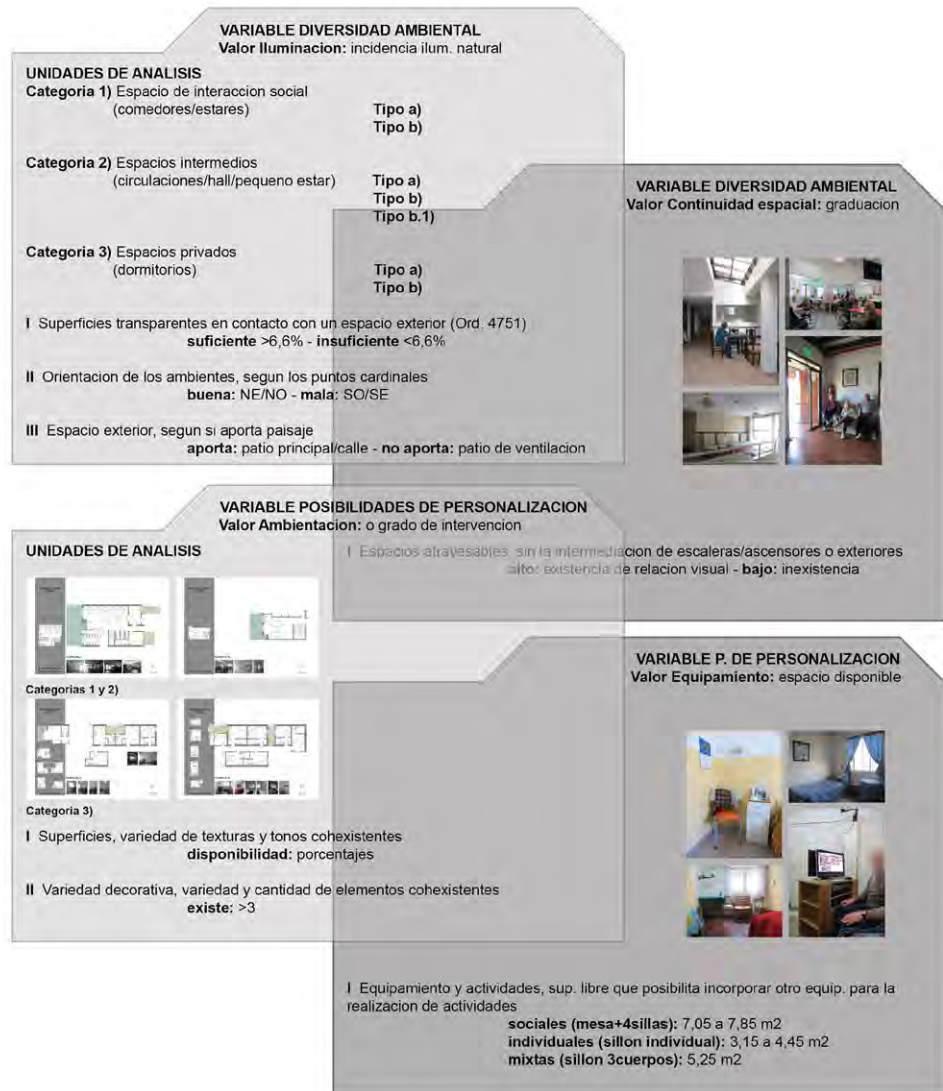 VARIABLE DIVERSIDAD AMBIENTAL
Valor Iluminacion: incidencia ilum. natural
UNIDADES DE ANALISIS
Categoria 1) Espacio de interaccion social
(comedores/estares)
Tipo a)
Tipo b)
Categoria 2) Espacios intermedios
(circulaciones/hall/pequeno estar)
Tipo a)
Tipo b)
Tipo b.1)
Categoria 3) Espacios privados
(dormitorios)
Tipo a)
Tipo b)
I Superficies transparentes en contacto con un espacio exterior (Ord. 4751)
suficiente >6,6% - insuficiente <6,6%
II Orientacion de los ambientes, segun los puntos cardinales
buena: NE/NO - mala: SO/SE
III Espacio exterior, segun si aporta paisaje
aporta: patio principal/calle - no aporta: patio de ventilacion
VARIABLE DIVERSIDAD AMBIENTAL
Valor Continuidad espacial: graduacion
I Espacios atravesables, sin la intermediacion de escaleras/ascensores o exteriores
alto: existencia de relacion visual - bajo: inexistencia
VARIABLE POSIBILIDADES DE PERSONALIZACION
Valor Ambientacion: o grado de intervencion
UNIDADES DE ANALISIS
Categorias 1 y 2)
Categoria 3)
I Superficies, variedad de texturas y tonos cohexistentes
disponibilidad: porcentajes
II Variedad decorativa, variedad y cantidad de elementos cohexistentes
existe: >3
VARIABLE P. DE PERSONALIZACION
Valor Equipamiento: espacio disponible
I Equipamiento y actividades, sup. libre que posibilita incorporar otro equip. para la
realizacion de actividades
sociales (mesa+4sillas): 7,05 a 7,85 m2
individuales (sillon individual): 3,15 a 4,45 m2
mixtas (sillon 3cuerpos): 5,25 m2